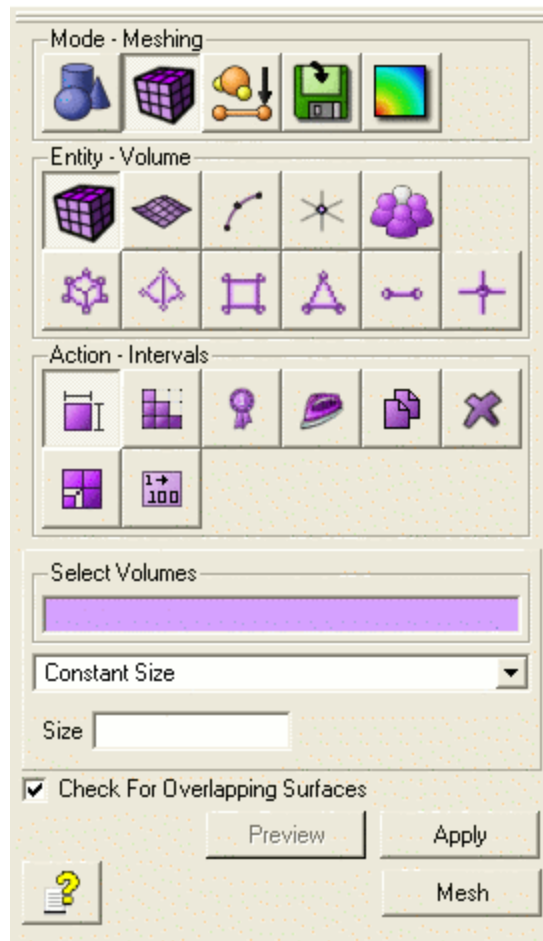 Mode - Meshing
Entity - Volume
Action - Intervals
1
1→
100
Select Volumes
Constant Size
Size
Check For Overlapping Surfaces
Preview Apply
? Mesh